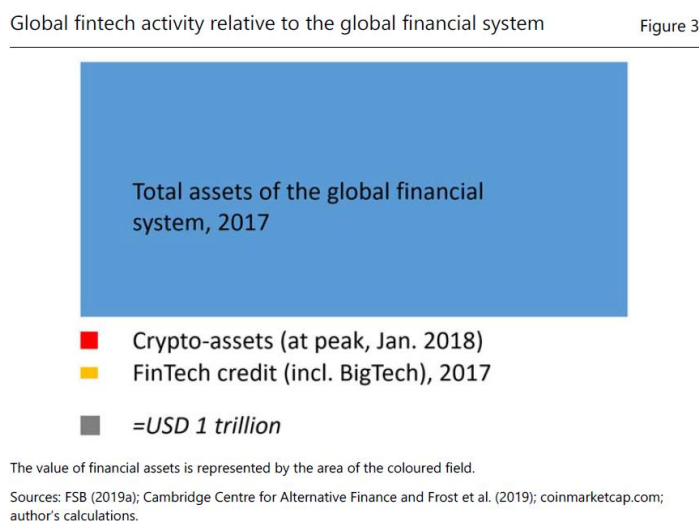 Global fintech activity relative to the global financial system
Figure 3
Total assets of the global financial
system, 2017
Crypto-assets (at peak, Jan. 2018)
FinTech credit (incl. BigTech), 2017
=USD 1 trillion
The value of financial assets is represented by the area of the coloured field.
Sources: FSB (2019a); Cambridge Centre for Alternative Finance and Frost et al. (2019); coinmarketcap.com;
author's calculations.